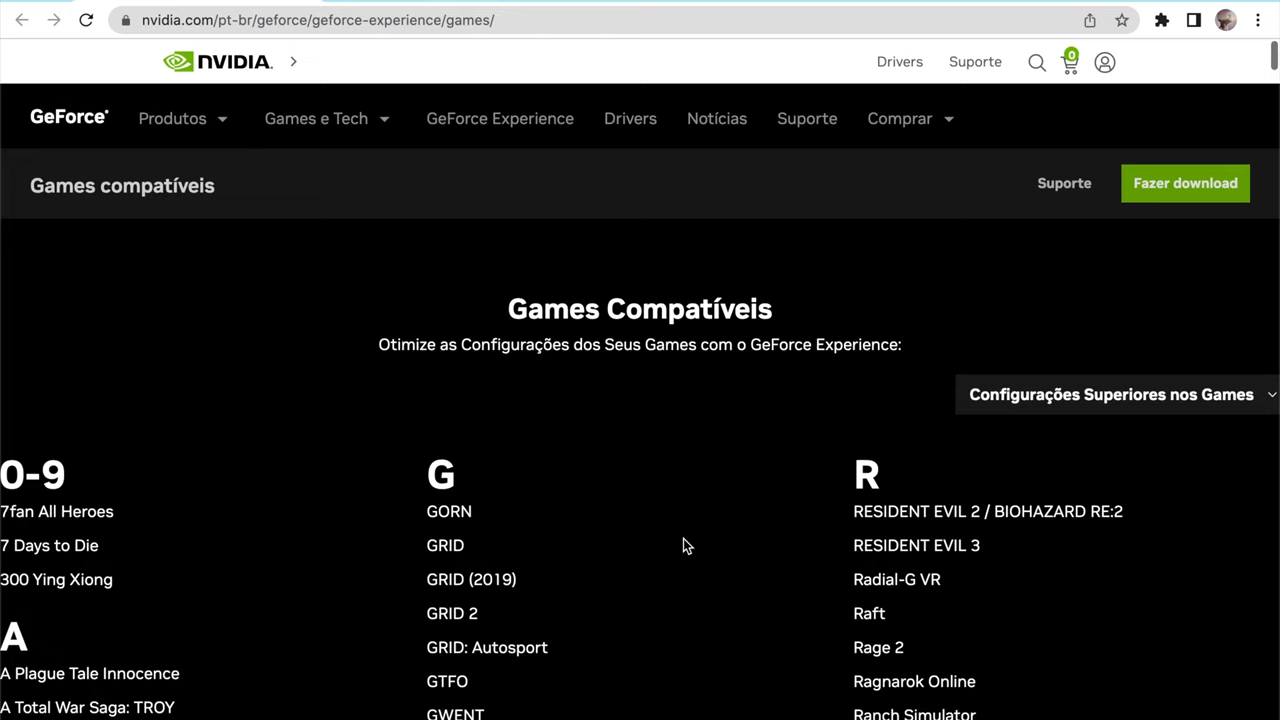 nvidia.com/pt-br/geforce/geforce-experience/games/
NVIDIA.
Drivers
Suporte
0
GeForce
Produtos
Games e Tech
GeForce Experience
Drivers
Notícias
Suporte
Comprar
Games compatíveis
Suporte
Fazer download
Games Compatíveis
Otimize as Configurações dos Seus Games com o GeForce Experience:
Configurações Superiores nos Games
0-9
7fan All Heroes
7 Days to Die
300 Ying Xiong
A
A Plague Tale Innocence
A Total War Saga: TROY
G
GORN
GRID
GRID (2019)
GRID 2
GRID: Autosport
GTFO
GWENT
R
RESIDENT EVIL 2 / BIOHAZARD RE:2
RESIDENT EVIL 3
Radial-G VR
Raft
Rage 2
Ragnarok Online
Ranch Simulator